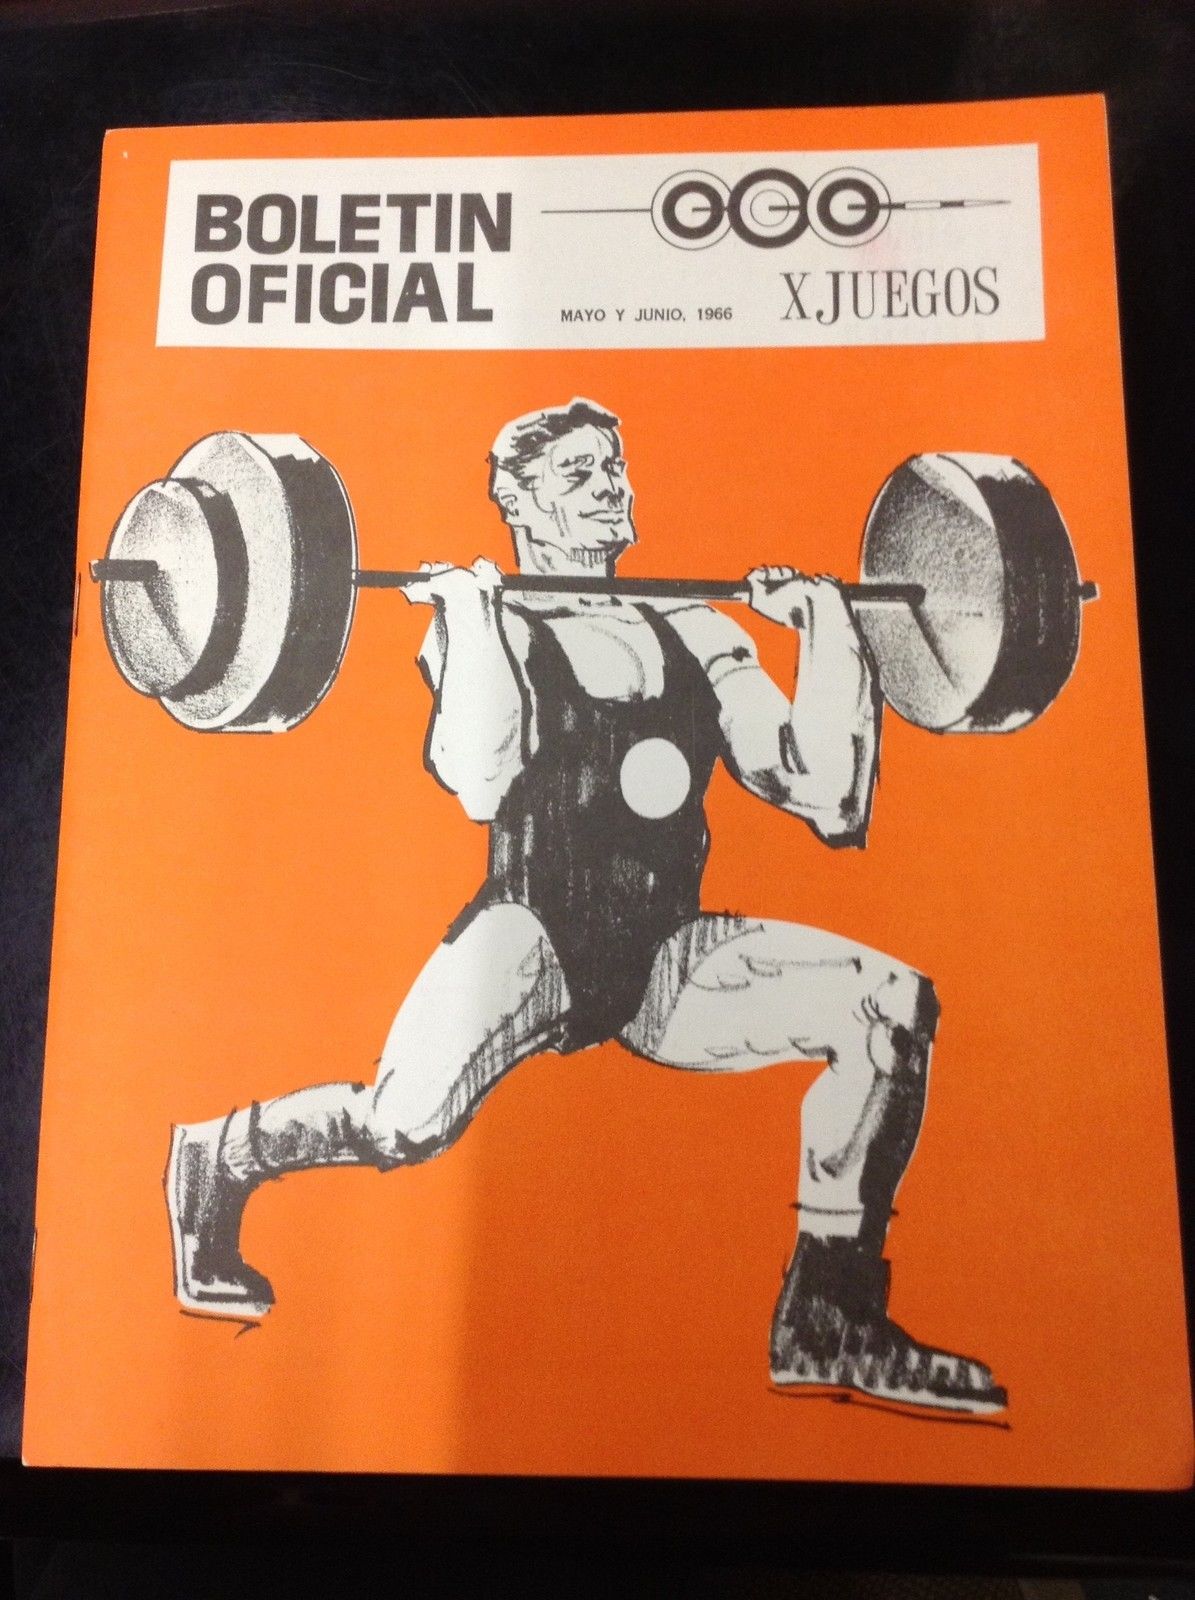 BOLETIN
OFICIAL
MAYO Y JUNIO, 1966
X JUEGOS